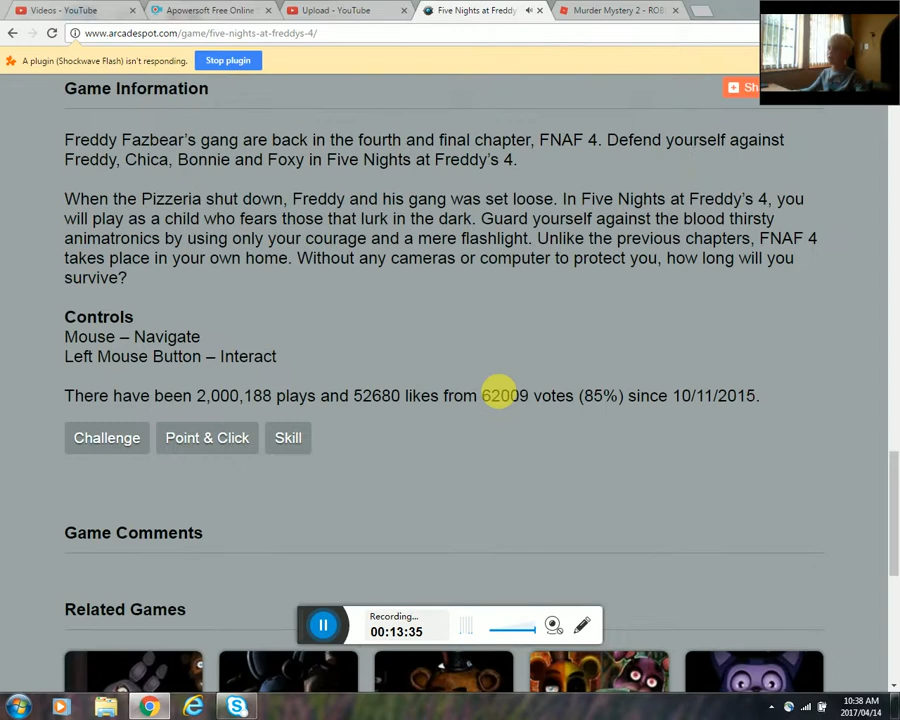 Videos - YouTube
Apowersoft Free Online
Upload - YouTube
Five Nights at Freddy
Murder Mystery 2 - ROB
www.arcadespot.com/game/five-nights-at-freddys-4/
A plugin (Shockwave Flash) isn't responding.
Stop plugin
Game Information
Sh
Freddy Fazbear's gang are back in the fourth and final chapter, FNAF 4. Defend yourself against
Freddy, Chica, Bonnie and Foxy in Five Nights at Freddy's 4.
When the Pizzeria shut down, Freddy and his gang was set loose. In Five Nights at Freddy's 4, you
will play as a child who fears those that lurk in the dark. Guard yourself against the blood thirsty
animatronics by using only your courage and a mere flashlight. Unlike the previous chapters, FNAF 4
takes place in your own home. Without any cameras or computer to protect you, how long will you
survive?
Controls
Mouse – Navigate
Left Mouse Button – Interact
There have been 2,000,188 plays and 52680 likes from 62009 votes (85%) since 10/11/2015.
Challenge
Point & Click
Skill
Game Comments
Related Games
Recording...
00:13:35
10:38 AM
2017/04/14